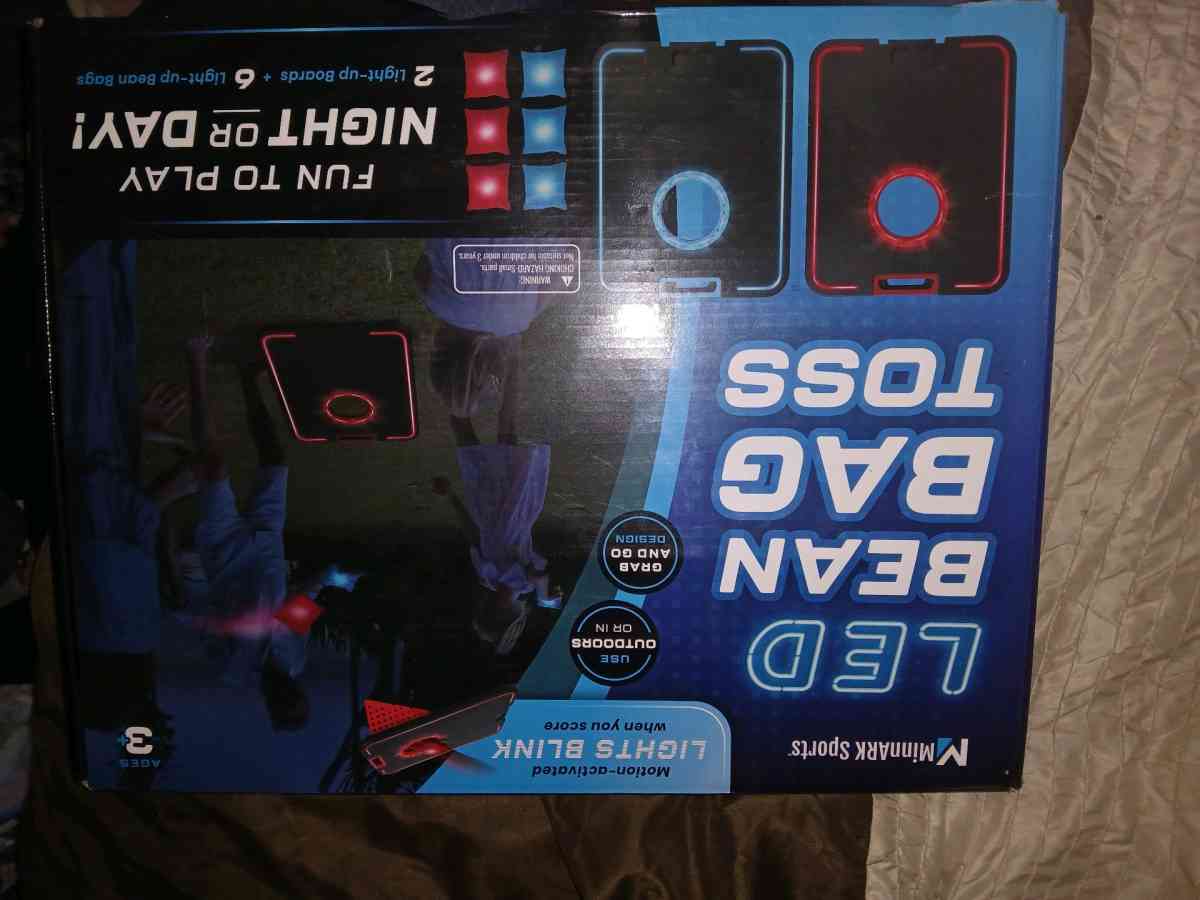 MinnARK Sports™
LED
BEAN
BAG
TOSS
Motion-activated
LIGHTS BLINK
when you score
AGES
3+
USE
OUTDOORS
OR IN
GRAB
AND GO
DESIGN
WARNING:
CHOKING HAZARD: Small parts.
Not suitable for children under 3 years.
FUN TO PLAY
NIGHT OR DAY!
2 Light-up Boards + 6 Light-up Bean Bags